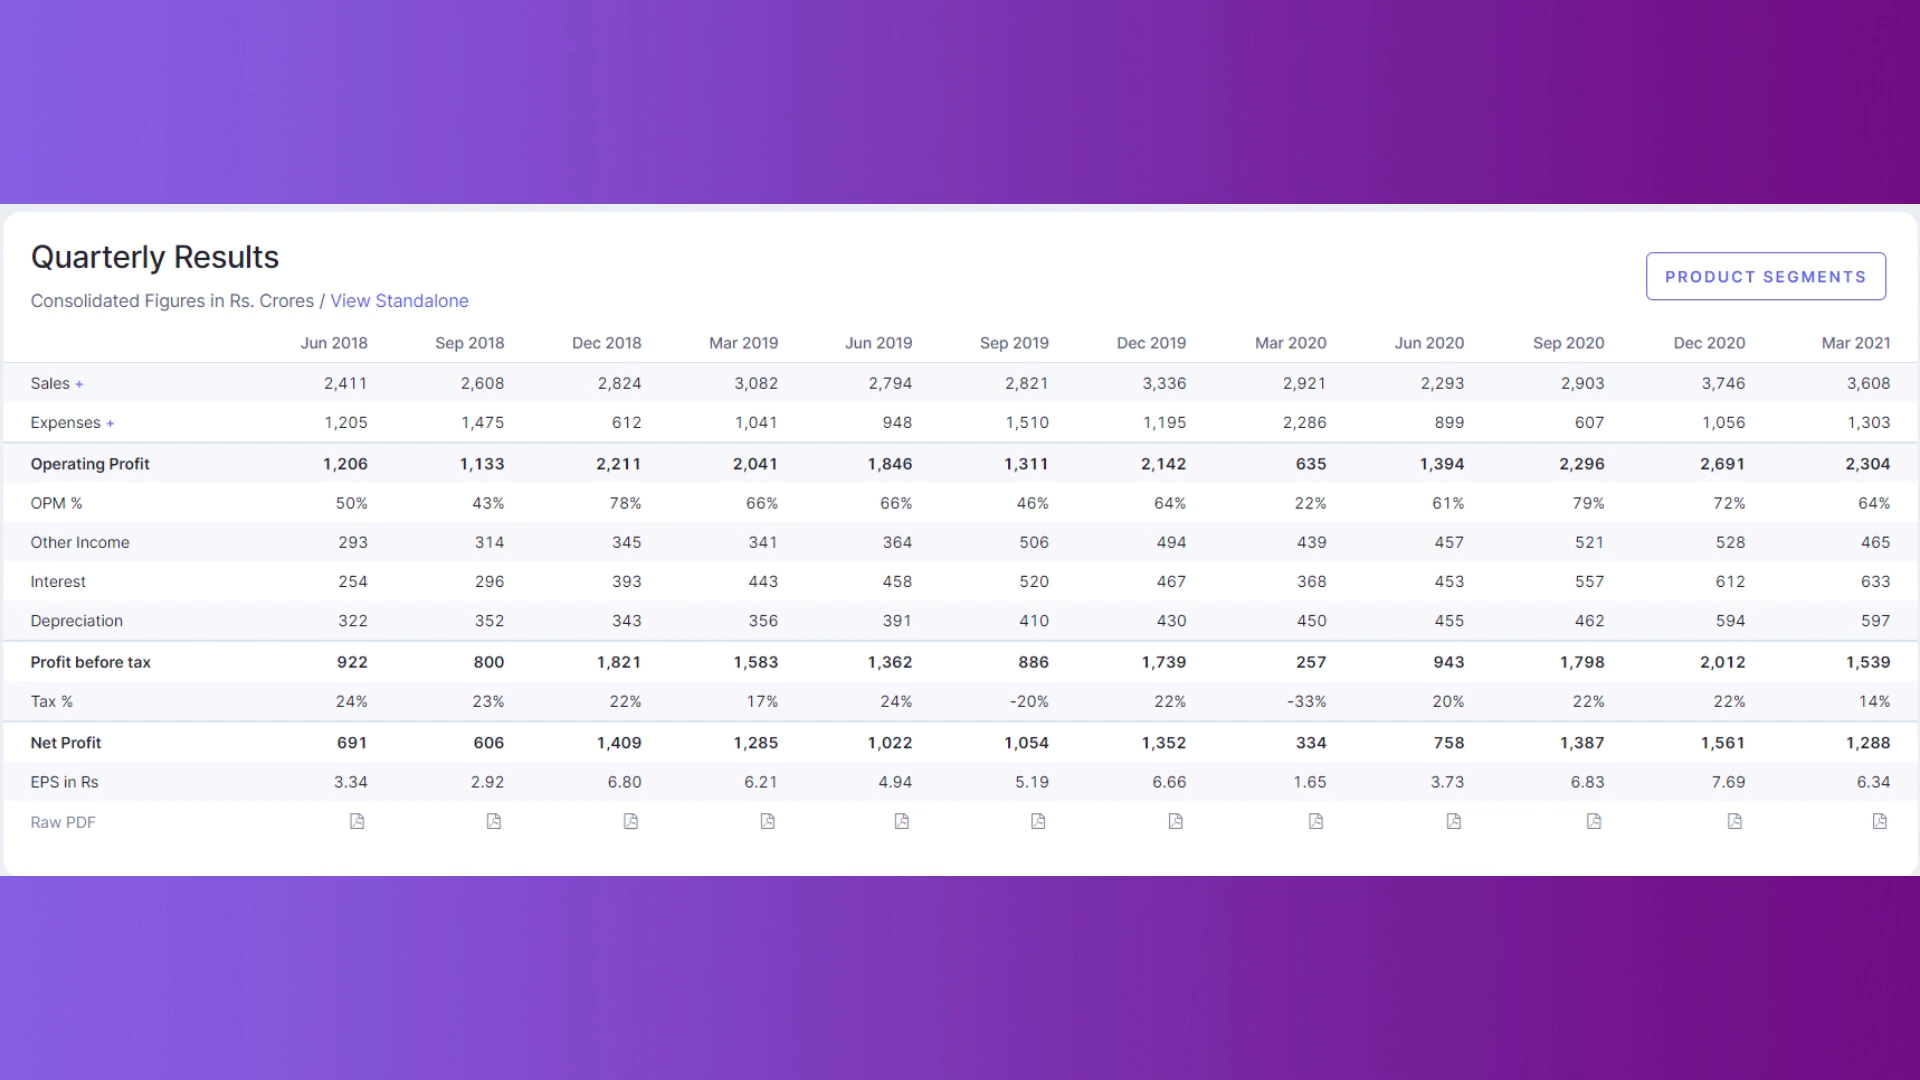 Quarterly Results
PRODUCT SEGMENTS
Consolidated Figures in Rs. Crores / View Standalone
Jun 2018 Sep 2018 Dec 2018 Mar 2019 Jun 2019 Sep 2019 Dec 2019 Mar 2020 Jun 2020 Sep 2020 Dec 2020 Mar 2021
Sales + 2,411 2,608 2,824 3,082 2,794 2,821 3,336 2,921 2,293 2,903 3,746 3,608
Expenses + 1,205 1,475 612 1,041 948 1,510 1,195 2,286 899 607 1,056 1,303
Operating Profit 1,206 1,133 2,211 2,041 1,846 1,311 2,142 635 1,394 2,296 2,691 2,304
OPM % 50% 43% 78% 66% 66% 46% 64% 22% 61% 79% 72% 64%
Other Income 293 314 345 341 364 506 494 439 457 521 528 465
Interest 254 296 393 443 458 520 467 368 453 557 612 633
Depreciation 322 352 343 356 391 410 430 450 455 462 594 597
Profit before tax 922 800 1,821 1,583 1,362 886 1,739 257 943 1,798 2,012 1,539
Tax % 24% 23% 22% 17% 24% -20% 22% -33% 20% 22% 22% 14%
Net Profit 691 606 1,409 1,285 1,022 1,054 1,352 334 758 1,387 1,561 1,288
EPS in Rs 3.34 2.92 6.80 6.21 4.94 5.19 6.66 1.65 3.73 6.83 7.69 6.34
Raw PDF